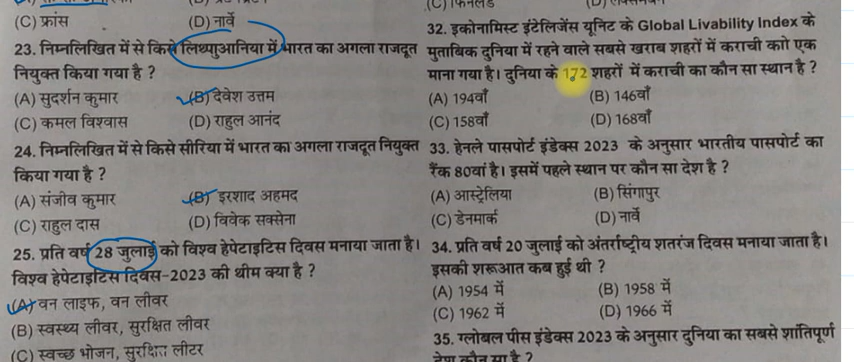 (C) फ्रांस (D) नार्वे
23. निम्नलिखित में से किसे लिथुआनिया में भारत का अगला राजदूत
नियुक्त किया गया है ?
(A) सुदर्शन कुमार (B) देवेश उत्तम
(C) कमल विश्वास (D) राहुल आनंद
24. निम्नलिखित में से किसे सीरिया में भारत का अगला राजदूत नियुक्त
किया गया है ?
(A) संजीव कुमार (B) इरशाद अहमद
(C) राहुल दास (D) विवेक सक्सेना
25. प्रति वर्ष 28 जुलाई को विश्व हेपेटाइटिस दिवस मनाया जाता है।
विश्व हेपेटाइटिस दिवस-2023 की थीम क्या है ?
(A) वन लाइफ, वन लीवर
(B) स्वस्थ्य लीवर, सुरक्षित लीवर
(C) स्वच्छ भोजन, सुरक्षित लीटर
32. इकोनामिस्ट इंटेलिजेंस यूनिट के Global Livability Index के
मुताबिक दुनिया में रहने वाले सबसे खराब शहरों में कराची काो एक
माना गया है। दुनिया के 172 शहरों में कराची का कौन सा स्थान है ?
(A) 194वाँ (B) 146वाँ
(C) 158वाँ (D) 168वाँ
33. हेनले पासपोर्ट इंडेक्स 2023 के अनुसार भारतीय पासपोर्ट का
रैंक 80वां है। इसमें पहले स्थान पर कौन सा देश है ?
(A) आस्ट्रेलिया (B) सिंगापुर
(C) डेनमार्क (D) नार्वे
34. प्रति वर्ष 20 जुलाई को अंतर्राष्ट्रीय शतरंज दिवस मनाया जाता है।
इसकी शरूआत कब हुई थी ?
(A) 1954 में (B) 1958 में
(C) 1962 में (D) 1966 में
35. ग्लोबल पीस इंडेक्स 2023 के अनुसार दुनिया का सबसे शांतिपूर्ण